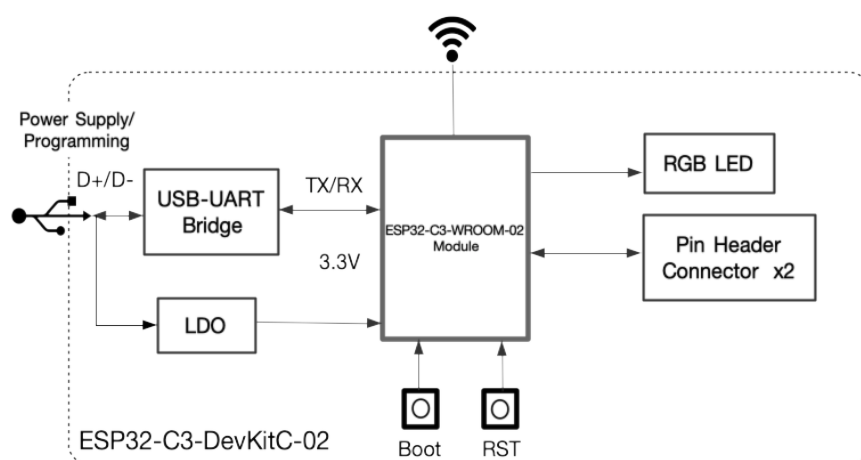 Power Supply/
Programming
D+/D-
USB-UART
Bridge
TX/RX
3.3V
LDO
ESP32-C3-WROOM-02
Module
RGB LED
Pin Header
Connector x2
Boot
RST
ESP32-C3-DevKitC-02